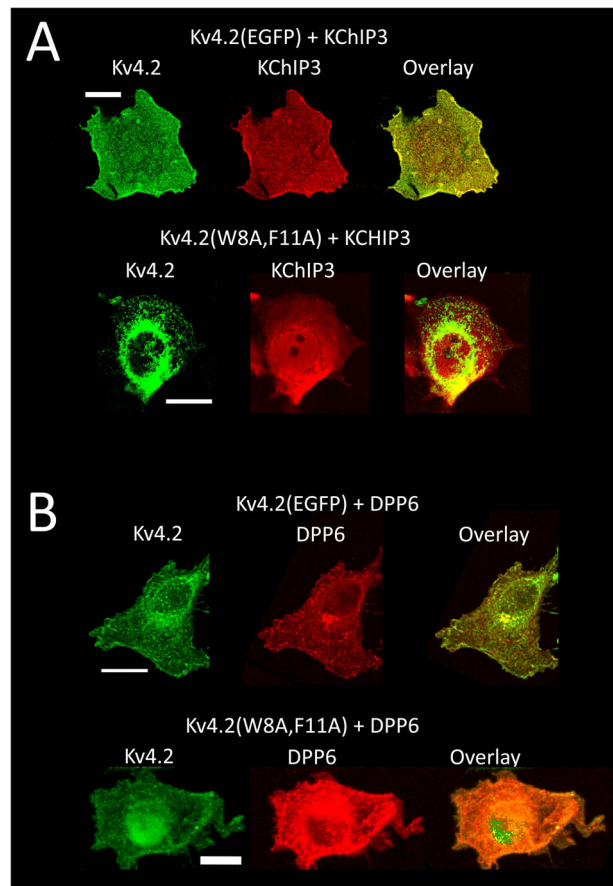 A
Kv4.2(EGFP) + KChIP3
Kv4.2 KChIP3 Overlay
Kv4.2(W8A,F11A) + KCHIP3
Kv4.2 KChIP3 Overlay
B
Kv4.2(EGFP) + DPP6
Kv4.2 DPP6 Overlay
Kv4.2(W8A,F11A) + DPP6
Kv4.2 DPP6 Overlay